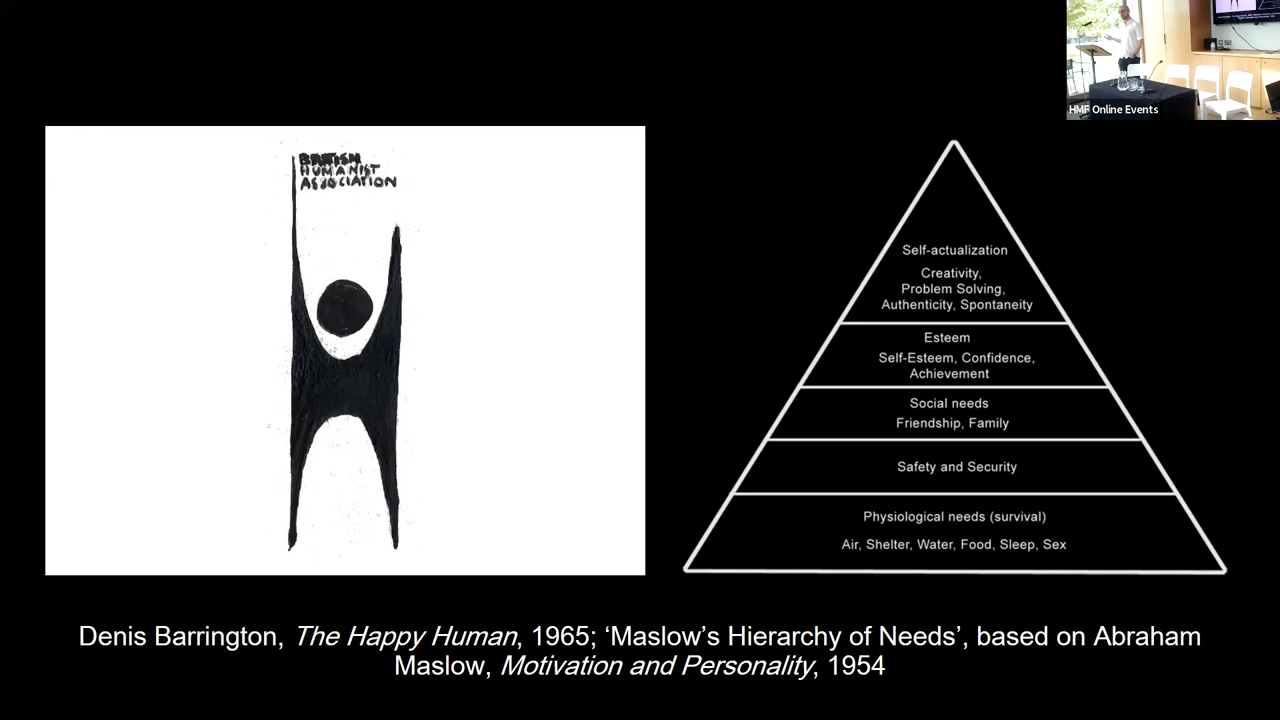 HMF Online Events
BRITISH
HUMANIST
ASSOCIATION
Self-actualization
Creativity,
Problem Solving,
Authenticity, Spontaneity
Esteem
Self-Esteem, Confidence,
Achievement
Social needs
Friendship, Family
Safety and Security
Physiological needs (survival)
Air, Shelter, Water, Food, Sleep, Sex
Denis Barrington, The Happy Human, 1965; ‘Maslow’s Hierarchy of Needs’, based on Abraham
Maslow, Motivation and Personality, 1954